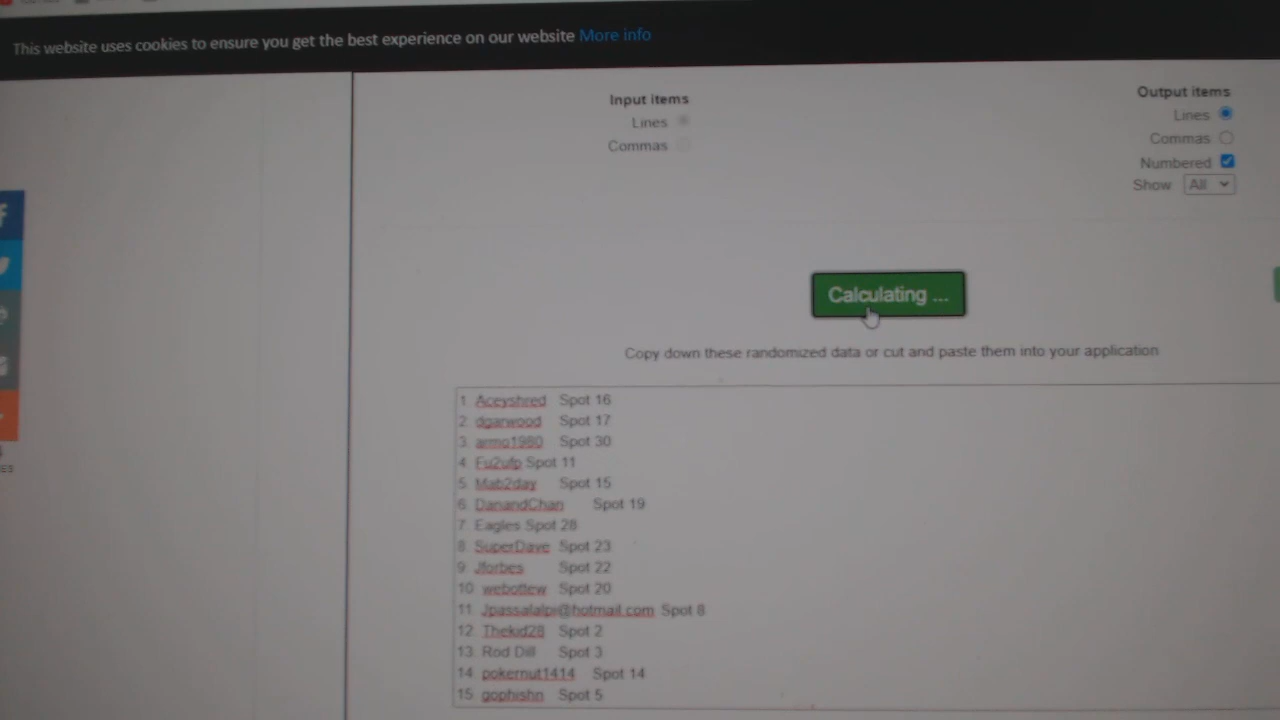 This website uses cookies to ensure you get the best experience on our website More info
Input items
Lines
Commas
Output items
Lines
Commas
Numbered
Show All
Calculating ...
Copy down these randomized data or cut and paste them into your application
1 Aceyshred Spot 16
2 dgarwood Spot 17
3 armo1980 Spot 30
4 Fu2ufp Spot 11
5 Mab2day Spot 15
6 DanandChan Spot 19
7 Eagles Spot 28
8 SuperDave Spot 23
9 Jforbes Spot 22
10 webottew Spot 20
11 Jpassalalpi@hotmail.com Spot 8
12 Thekid28 Spot 2
13 Rod Dill Spot 3
14 pokernut1414 Spot 14
15 gophishn Spot 5